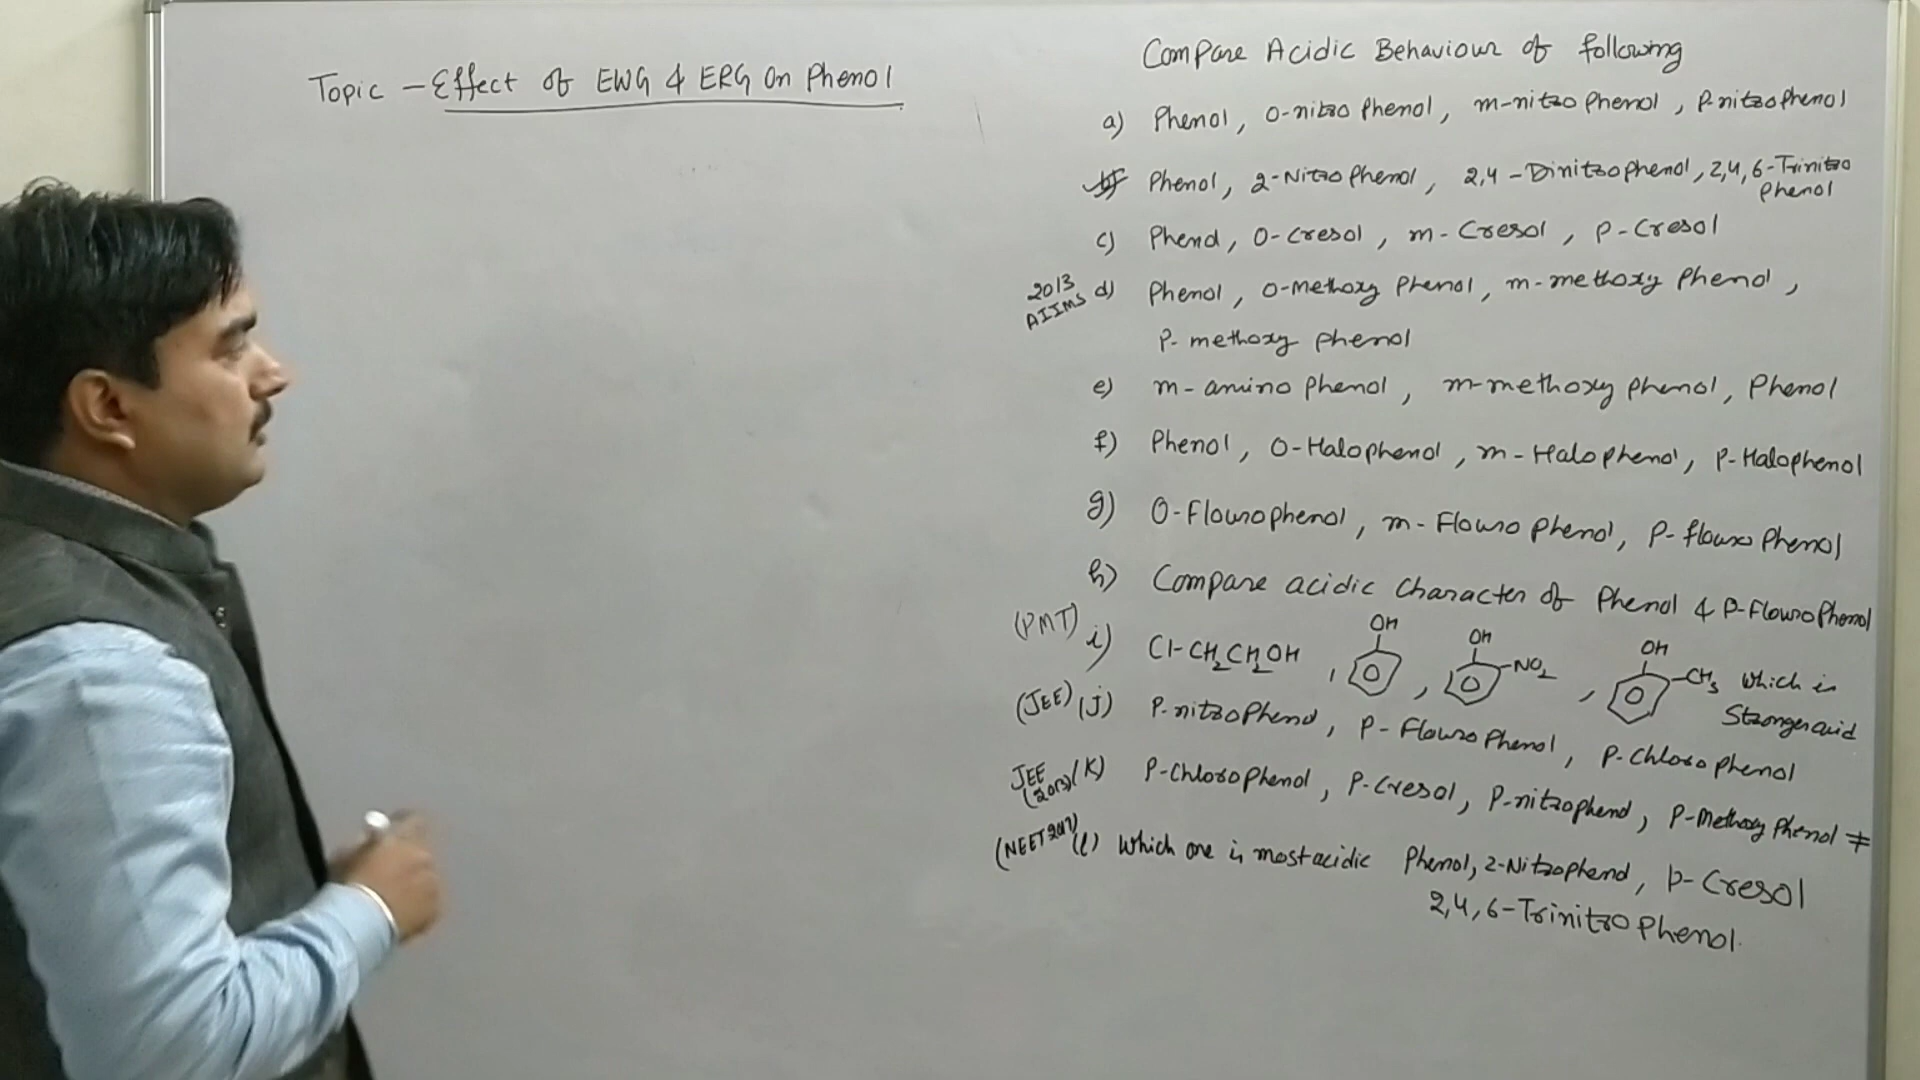 Topic - Effect of EWG & ERG On Phenol
Compare Acidic Behaviour of following
a) Phenol, O-nitro Phenol, m-nitro Phenol, P-nitrophenol
b) Phenol, 2-Nitro Phenol, 2,4-Dinitrophenol, 2,4,6-Trinitro
Phenol
c) Phenol, O-Cresol, m-Cresol, P-Cresol
2013
AIIMS
d) Phenol, O-methoxy Phenol, m-methoxy Phenol,
P-methoxy phenol
e) m-amino phenol, m-methoxy phenol, Phenol
f) Phenol, O-Halophenol, m-Halophenol, P-Halophenol
g) O-Flourophenol, m-Flouro phenol, P-flouro Phenol
h) Compare acidic Character of Phenol & P-FlouroPhenol
(PMT) i) Cl-CH2CH2OH, OH, OH NO2, OH CH3 Which is
Stronger acid
(JEE) (j) P-nitroPhenol, P-FlouroPhenol, P-Chlorophenol
JEE
(2013) (K) P-Chlorophenol, P-Cresol, P-nitrophenol, P-Methoxy Phenol ≠
(NEET 2017) (l) Which one is most acidic Phenol, 2-Nitrophenol, P-Cresol
2,4,6-Trinitro Phenol.